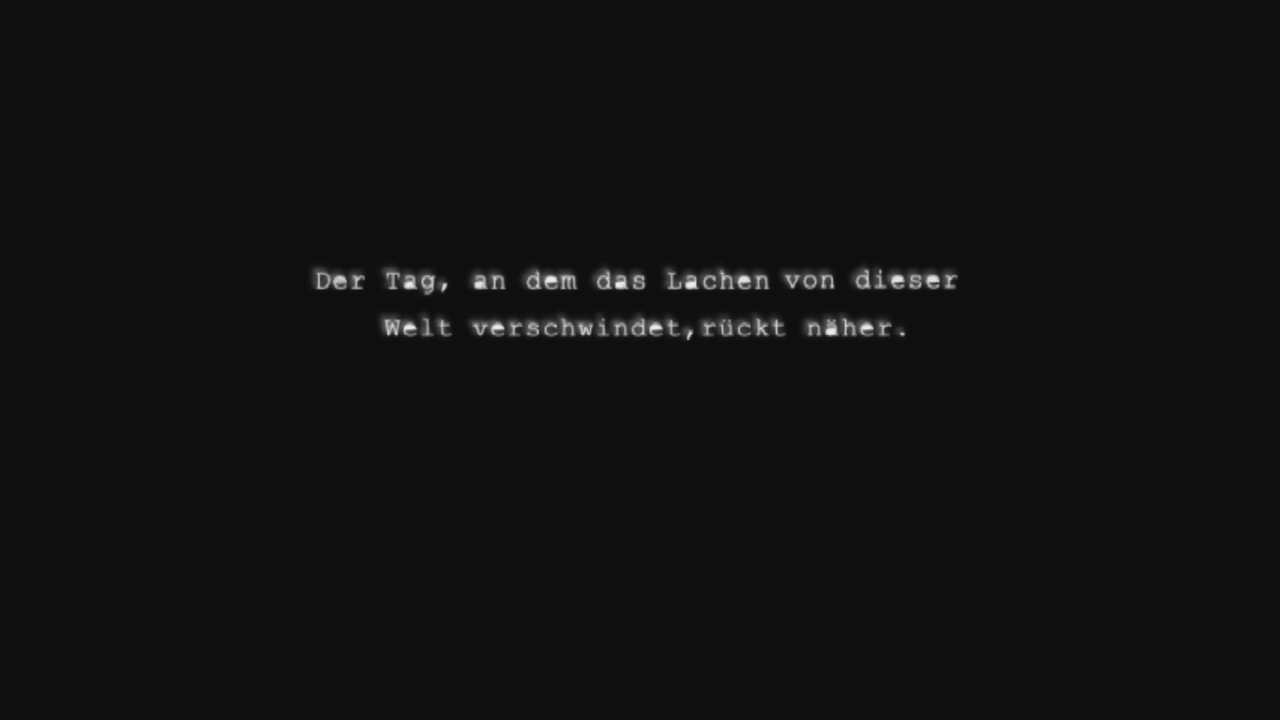 Der Tag, an dem das Lachen von dieser
Welt verschwindet,rückt näher.